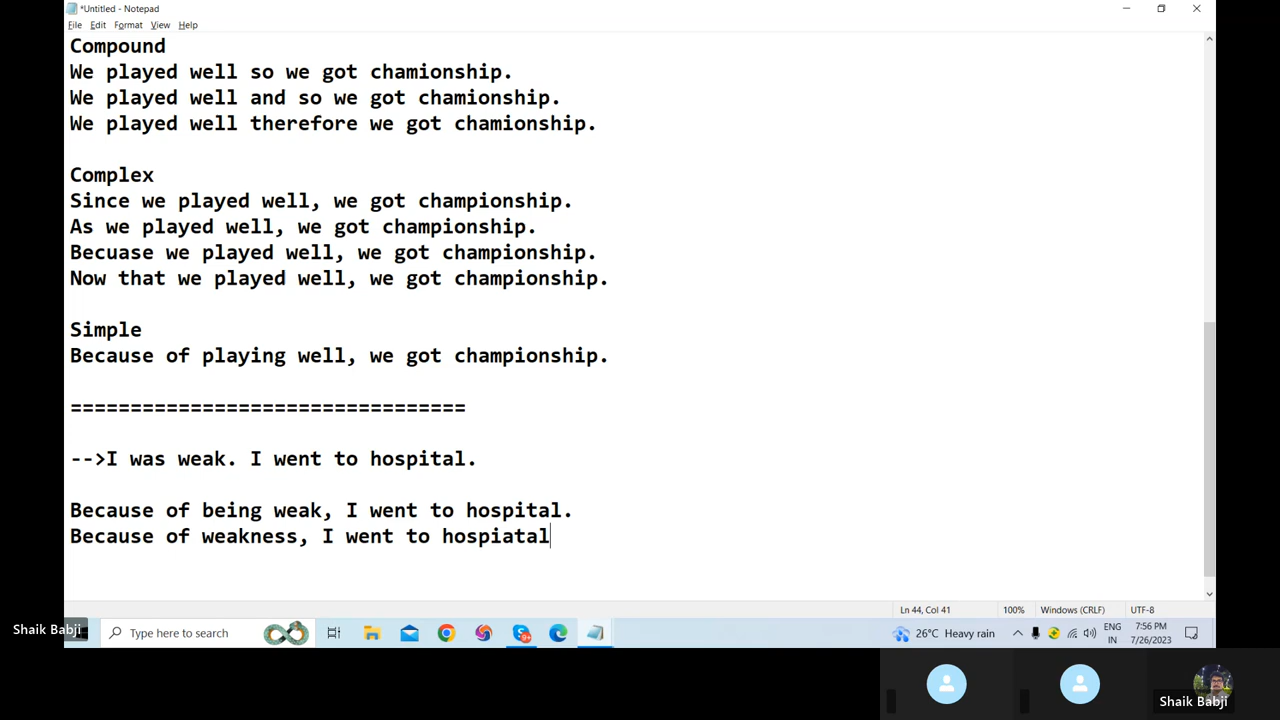 *Untitled - Notepad
File Edit Format View Help
Compound
We played well so we got chamionship.
We played well and so we got chamionship.
We played well therefore we got chamionship.
Complex
Since we played well, we got championship.
As we played well, we got championship.
Becuase we played well, we got championship.
Now that we played well, we got championship.
Simple
Because of playing well, we got championship.
=================================
-->I was weak. I went to hospital.
Because of being weak, I went to hospital.
Because of weakness, I went to hospiatal
Ln 44, Col 41 100% Windows (CRLF) UTF-8
Shaik Babji
Type here to search
26°C Heavy rain
ENG
IN
7:56 PM
7/26/2023
Shaik Babji